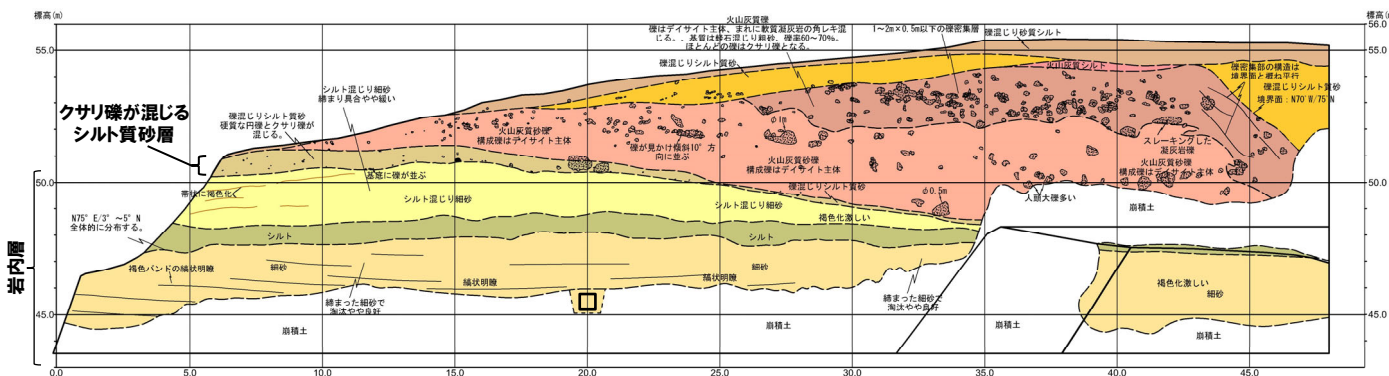 標高(m)
標高(m)
56.0
55.0
55.0
50.0
50.0
45.0
45.0
火山灰質礫
礫はデイサイト主体、まれに軟質凝灰岩の角レキ混
じる。、基質は軽石混じり細砂、礫率60～70%。
ほとんどの礫はクサリ礫となる。
1～2m×0.5m以下の礫密集層
礫混じり砂質シルト
礫混じりシルト質砂
火山灰質シルト
礫密集部の構造は
境界面と概ね平行
礫混じりシルト質砂
境界面：N70°W/75°N
シルト混じり細砂
締まり具合やや緩い
クサリ礫が混じる
シルト質砂層
礫混じりシルト質砂
硬質な円礫とクサリ礫が
混じる。
火山灰質砂礫
構成礫はデイサイト主体
φ1m
礫が見かけ傾斜10°方
向に並ぶ
火山灰質砂礫
構成礫はデイサイト主体
スレーキングした
凝灰岩礫
火山灰質砂礫
構成礫はデイサイト主体
基底に礫が並ぶ
帯状に褐色化
シルト混じり細砂
シルト混じり細砂
礫混じりシルト質砂
φ0.5m
人頭大礫多い
崩積土
褐色化激しい
N75°E/3°～5°N
全体的に分布する。
シルト
シルト
岩内層
褐色バンドの縞状明瞭
細砂
縞状明瞭
細砂
褐色化激しい
細砂
締まった細砂で
淘汰やや良好
締まった細砂で
淘汰やや良好
崩積土
崩積土
崩積土
崩積土
0.0
5.0
10.0
15.0
20.0
25.0
30.0
35.0
40.0
45.0